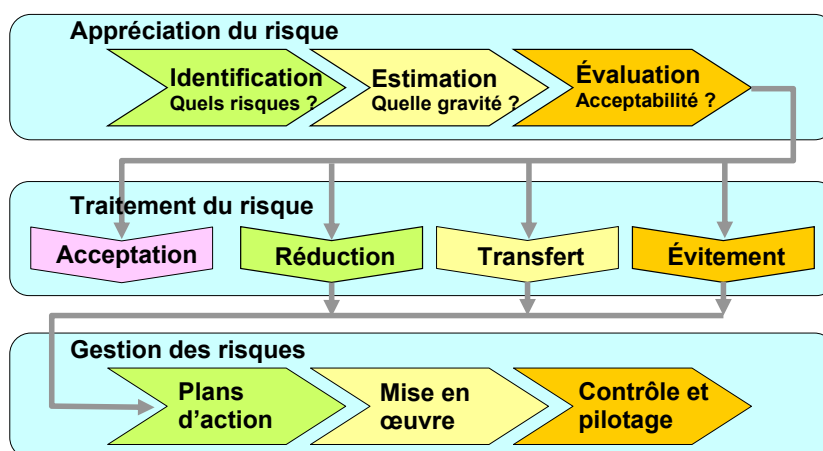 Appréciation du risque
Identification
Quels risques ?
Estimation
Quelle gravité ?
Évaluation
Acceptabilité ?
Traitement du risque
Acceptation
Réduction
Transfert
Évitement
Gestion des risques
Plans
d’action
Mise en
œuvre
Contrôle et
pilotage